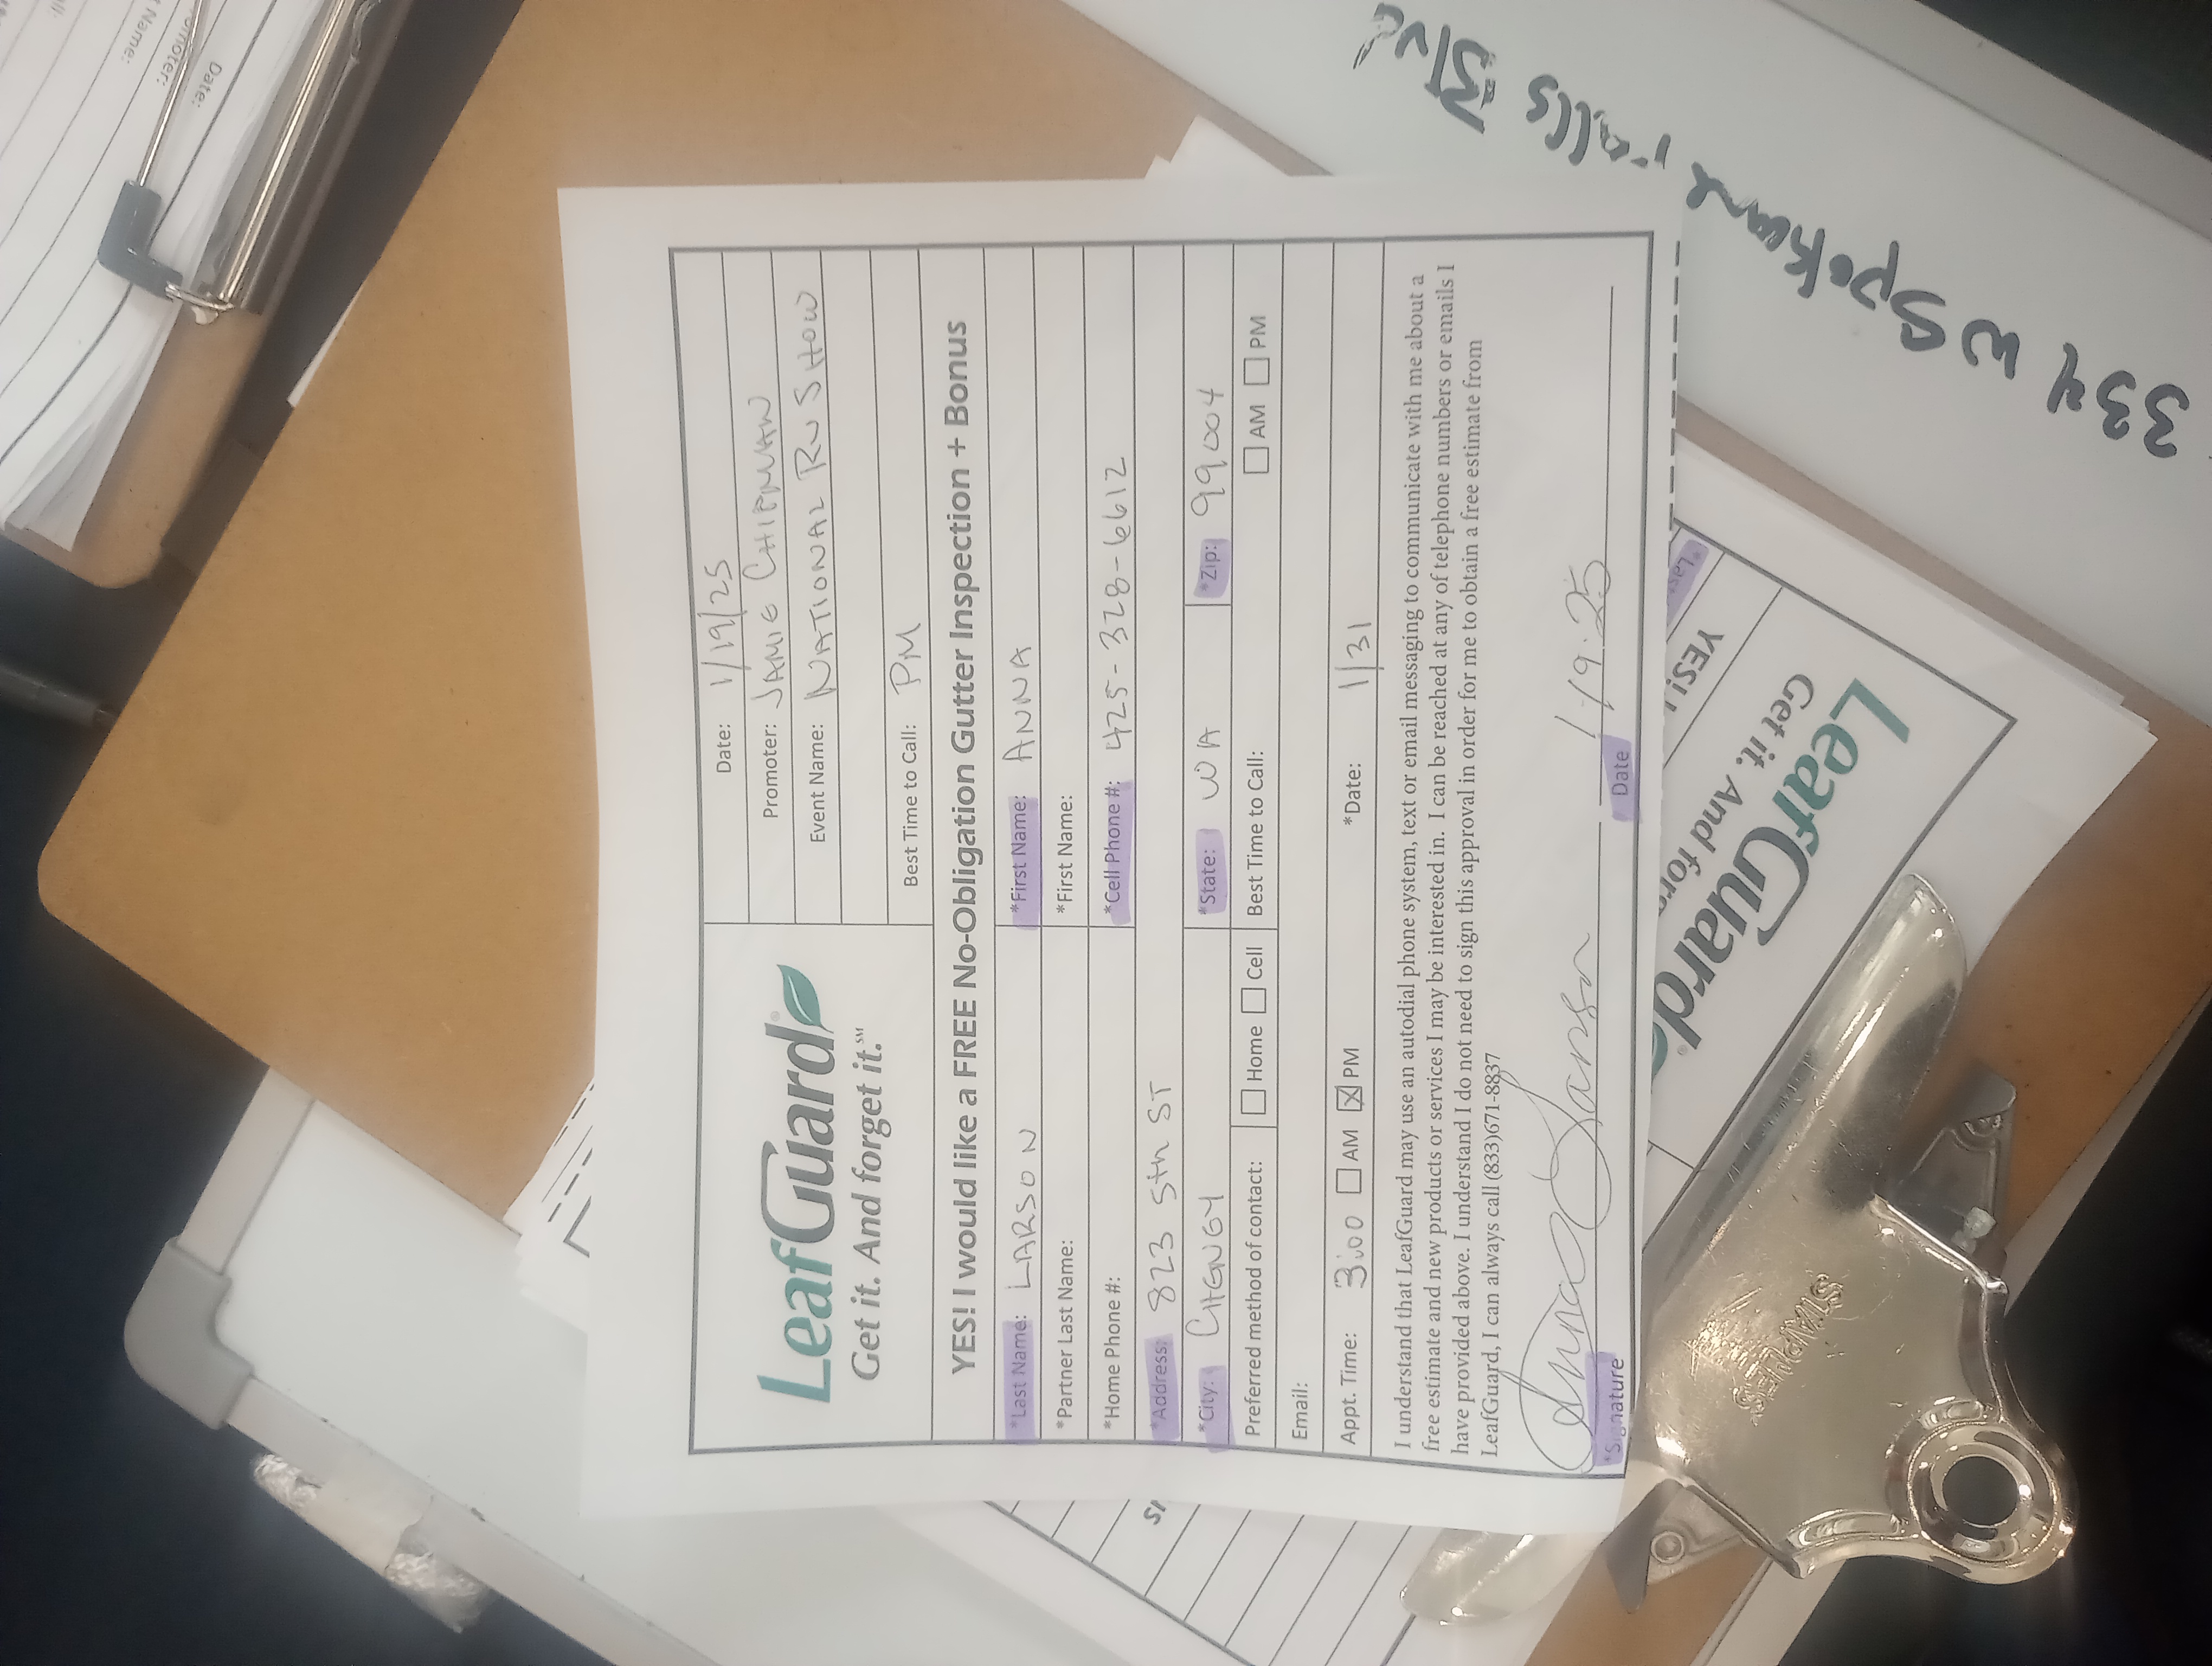 Name:
omoter:
Date:
LeafGuard®
Get it. And forget it.℠
Date: 1/19/25
Promoter: JAMIE CHIPMAN
Event Name: NATIONAL RV SHOW
Best Time to Call: PM
YES! I would like a FREE No-Obligation Gutter Inspection + Bonus
*Last Name: LARSON *First Name: ANNA
*Partner Last Name: *First Name:
*Home Phone #: *Cell Phone #: 425-328-6612
*Address: 823 5th ST
*City: CHENEY *State: WA *Zip: 99004
Preferred method of contact: Home Cell Best Time to Call: AM PM
Email:
Appt. Time: 3:00 AM PM *Date: 1/31
I understand that LeafGuard may use an autodial phone system, text or email messaging to communicate with me about a
free estimate and new products or services I may be interested in. I can be reached at any of telephone numbers or emails I
have provided above. I understand I do not need to sign this approval in order for me to obtain a free estimate from
LeafGuard, I can always call (833)671-8837
Anna Larson 1-19-25
*Signature Date
LeafGuard
Get it. And forg
YES! I
*Last
STAPLES
334 W Spokane Falls Blvd